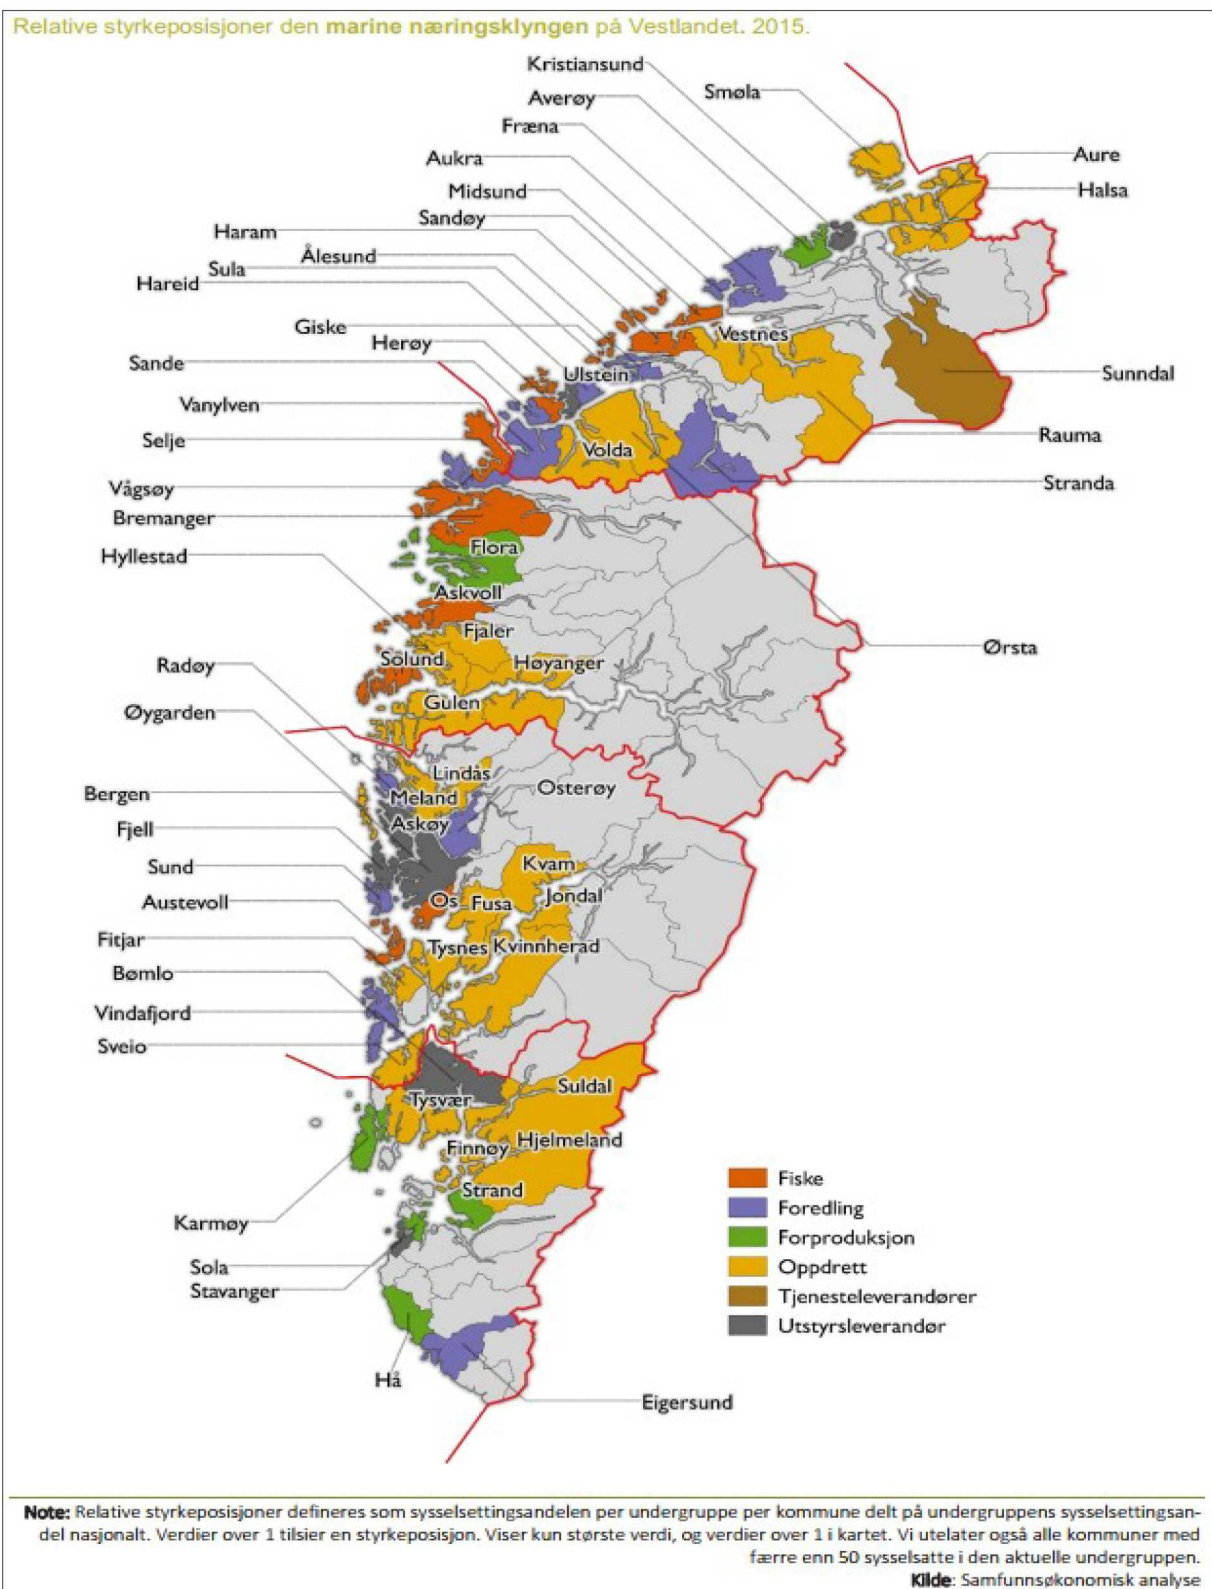 Relative styrkeposisjoner den marine næringsklyngen på Vestlandet. 2015.
Kristiansund
Smøla
Averøy
Fræna
Aure
Aukra
Halsa
Midsund
Sandøy
Haram
Ålesund
Sula
Hareid
Giske
Vestnes
Herøy
Sande
Ulstein
Sunndal
Vanylven
Rauma
Selje
Volda
Stranda
Vågsøy
Bremanger
Flora
Hyllestad
Askvoll
Fjaler
Ørsta
Solund
Høyanger
Radøy
Gulen
Øygarden
Lindås
Osterøy
Bergen
Meland
Askøy
Fjell
Kvam
Sund
Jondal
Austevoll
Os
Fusa
Fitjar
Tysnes
Kvinnherad
Bømlo
Vindafjord
Sveio
Suldal
Tysvær
Hjelmeland
Finnøy
Strand
Karmøy
Sola
Stavanger
Hå
Eigersund
Fiske
Foredling
Forproduksjon
Oppdrett
Tjenesteleverandører
Utstyrsleverandør
Note: Relative styrkeposisjoner defineres som sysselsettingsandelen per undergruppe per kommune delt på undergruppens sysselsettingsan-
del nasjonalt. Verdier over 1 tilsier en styrkeposisjon. Viser kun største verdi, og verdier over 1 i kartet. Vi utelater også alle kommuner med
færre enn 50 sysselsatte i den aktuelle undergruppen.
Kilde: Samfunnsøkonomisk analyse